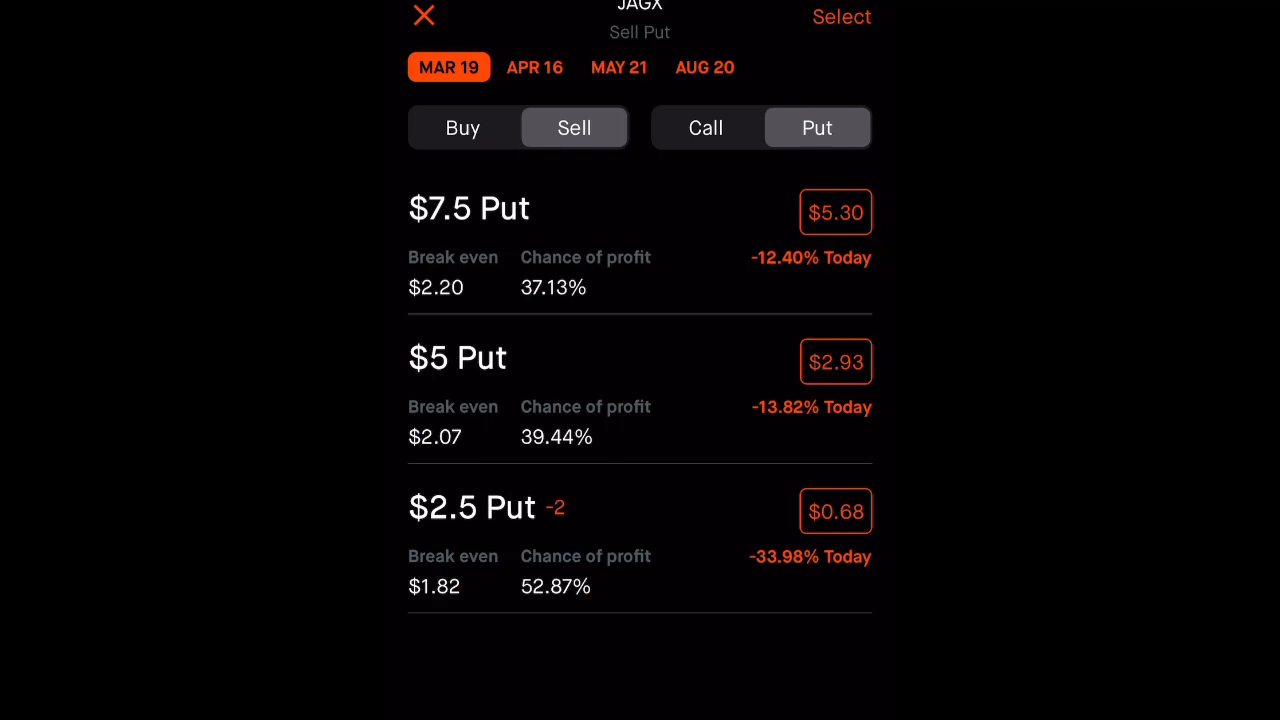 JAGX
Select
Sell Put
MAR 19 APR 16 MAY 21 AUG 20
Buy Sell Call Put
$7.5 Put $5.30
Break even Chance of profit -12.40% Today
$2.20 37.13%
$5 Put $2.93
Break even Chance of profit -13.82% Today
$2.07 39.44%
$2.5 Put -2 $0.68
Break even Chance of profit -33.98% Today
$1.82 52.87%